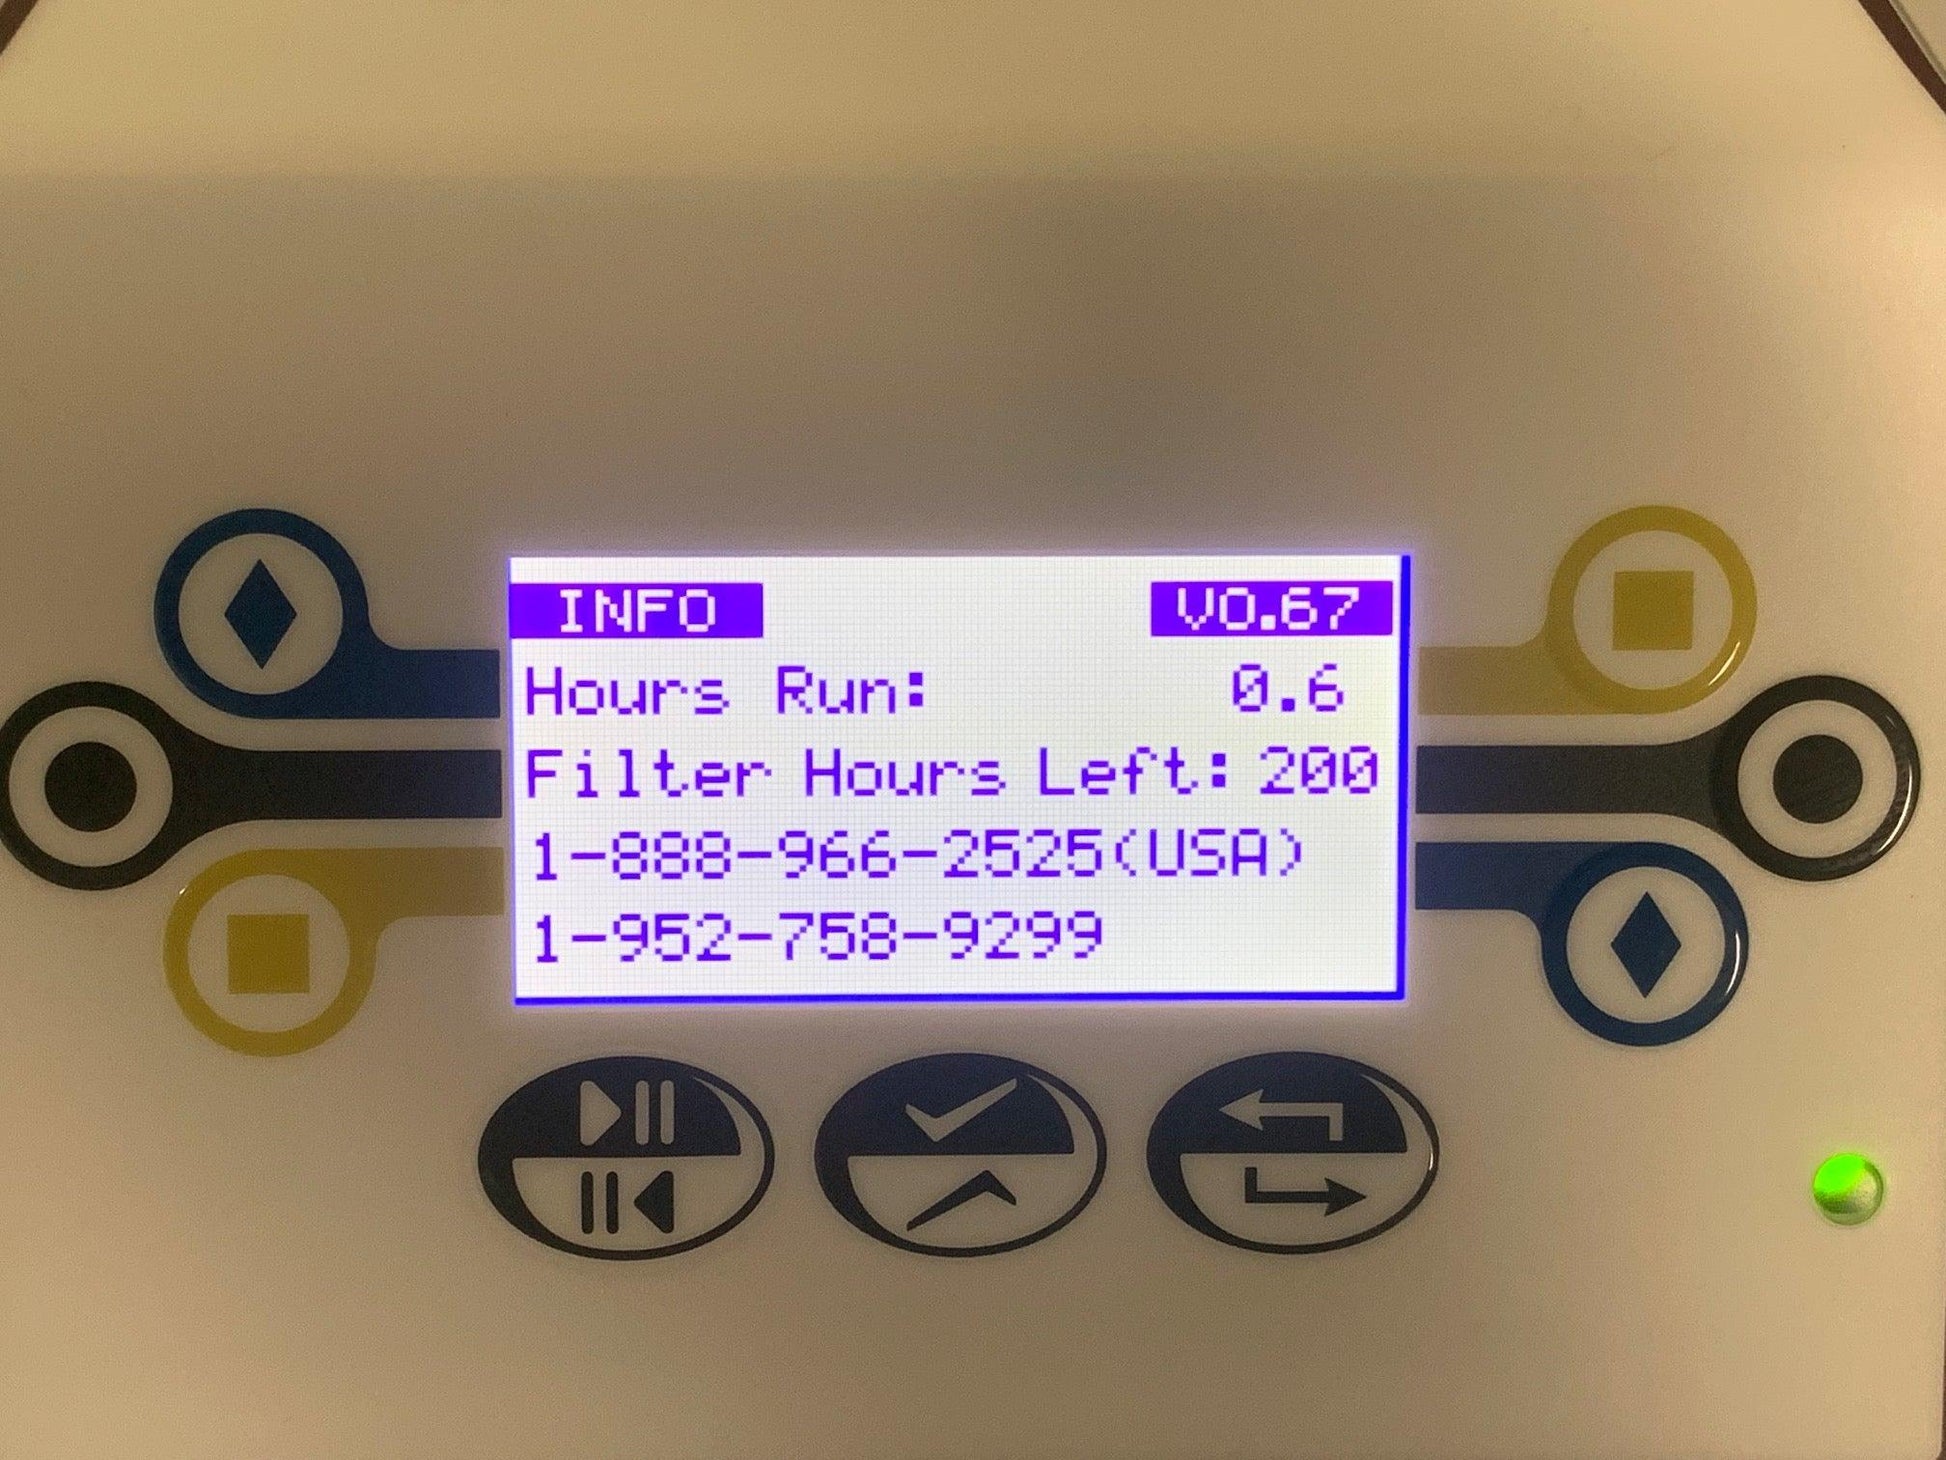 INFO V0.67
Hours Run: 0.6
Filter Hours Left: 200
1-888-966-2525(USA)
1-952-758-9299